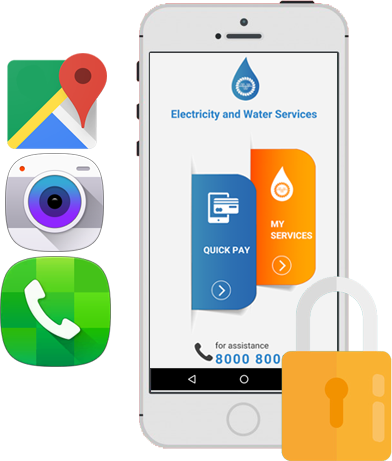 Electricity and Water Services
QUICK PAY
MY
SERVICES
for assistance
8000 800